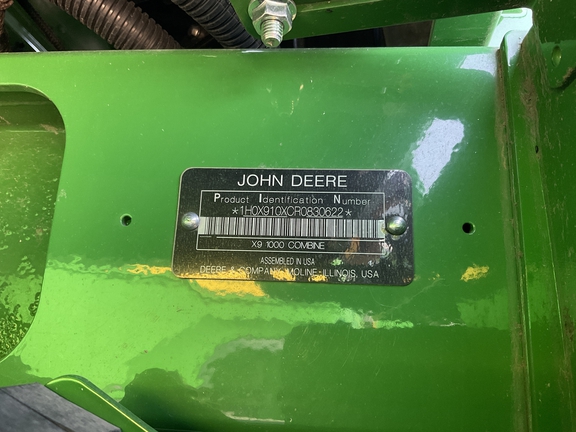 JOHN DEERE
Product Identification Number
*1H0X910XCR0830622*
X9 1000 COMBINE
ASSEMBLED IN USA
DEERE & COMPANY MOLINE, ILLINOIS, USA